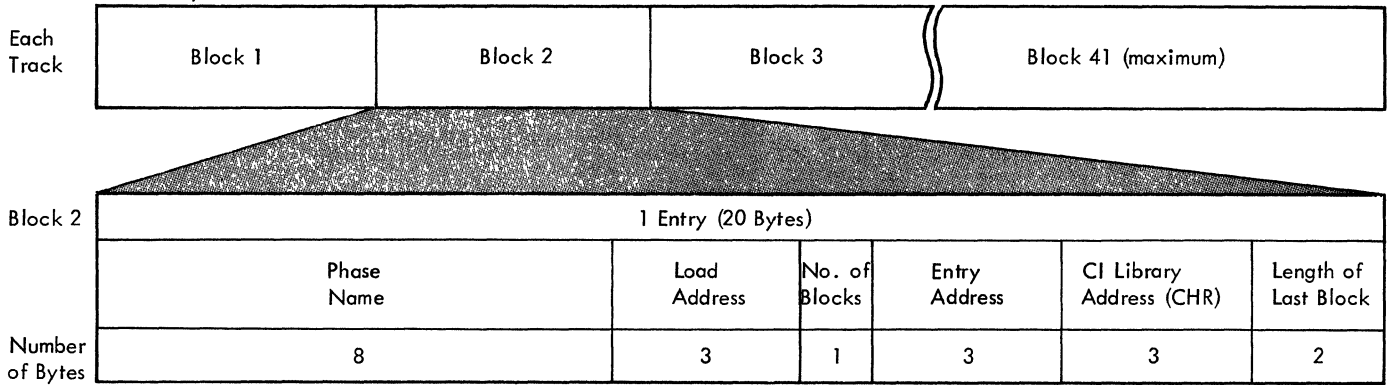 Each
Track
Block 1
Block 2
Block 3
Block 41 (maximum)
Block 2
1 Entry (20 Bytes)
Phase
Name
Load
Address
No. of
Blocks
Entry
Address
CI Library
Address (CHR)
Length of
Last Block
Number
of Bytes
8
3
1
3
3
2